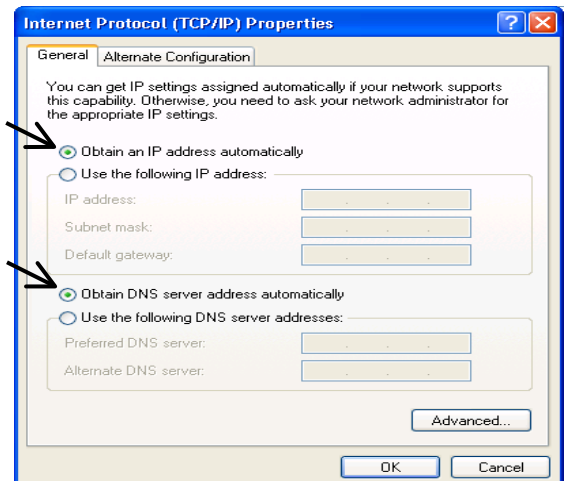 Internet Protocol (TCP/IP) Properties
General
Alternate Configuration
You can get IP settings assigned automatically if your network supports
this capability. Otherwise, you need to ask your network administrator for
the appropriate IP settings.
Obtain an IP address automatically
Use the following IP address:
IP address:
Subnet mask:
Default gateway:
Obtain DNS server address automatically
Use the following DNS server addresses:
Preferred DNS server:
Alternate DNS server:
Advanced...
OK
Cancel